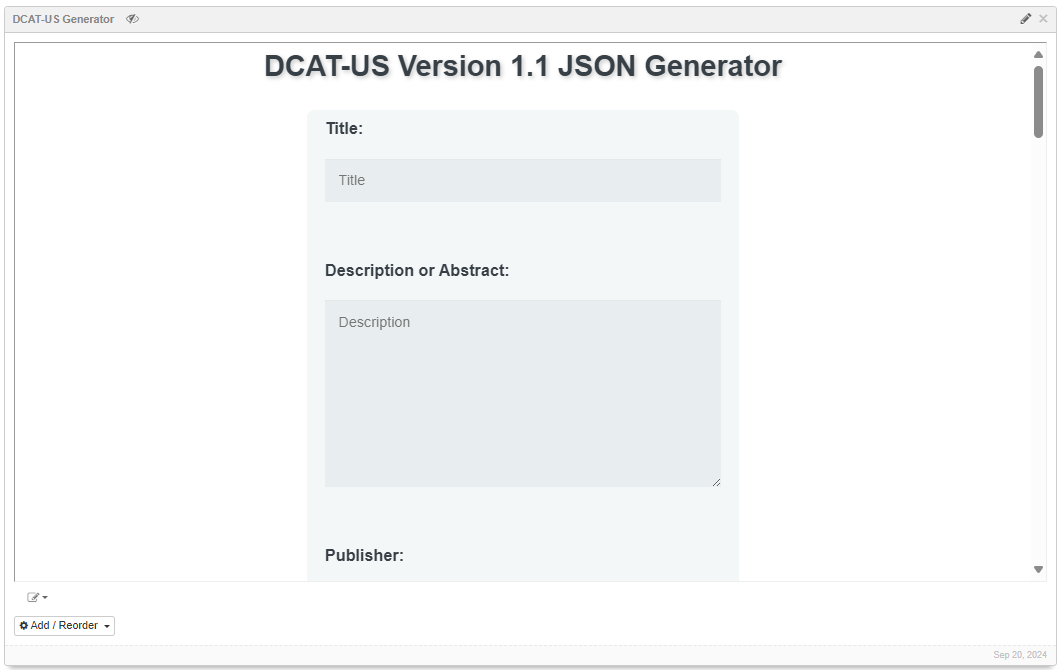 DCAT-US Generator
DCAT-US Version 1.1 JSON Generator
Title:
Title
Description or Abstract:
Description
Publisher:
Add / Reorder
Sep 20, 2024